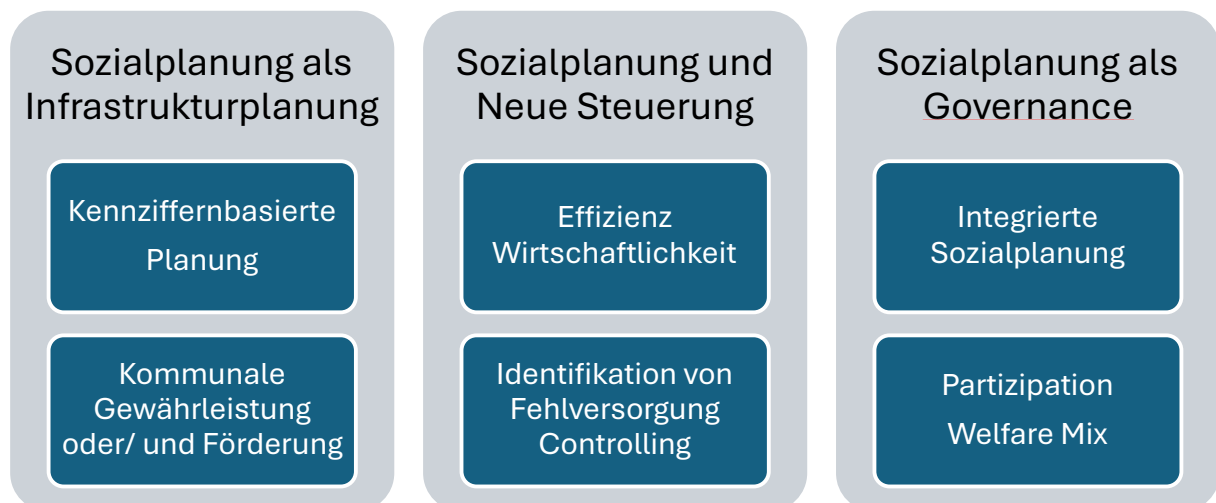 Sozialplanung als
Infrastrukturplanung
Kennziffernbasierte
Planung
Kommunale
Gewährleistung
oder/ und Förderung
Sozialplanung und
Neue Steuerung
Effizienz
Wirtschaftlichkeit
Identifikation von
Fehlversorgung
Controlling
Sozialplanung als
Governance
Integrierte
Sozialplanung
Partizipation
Welfare Mix